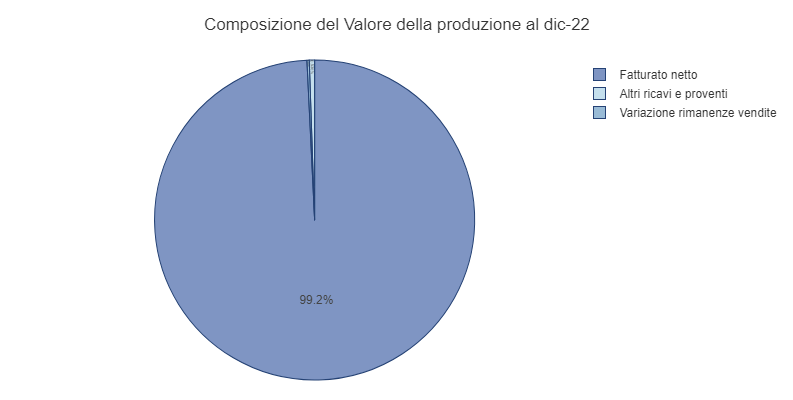 Composizione del Valore della produzione al dic-22
Fatturato netto
Altri ricavi e proventi
Variazione rimanenze vendite
99.2%